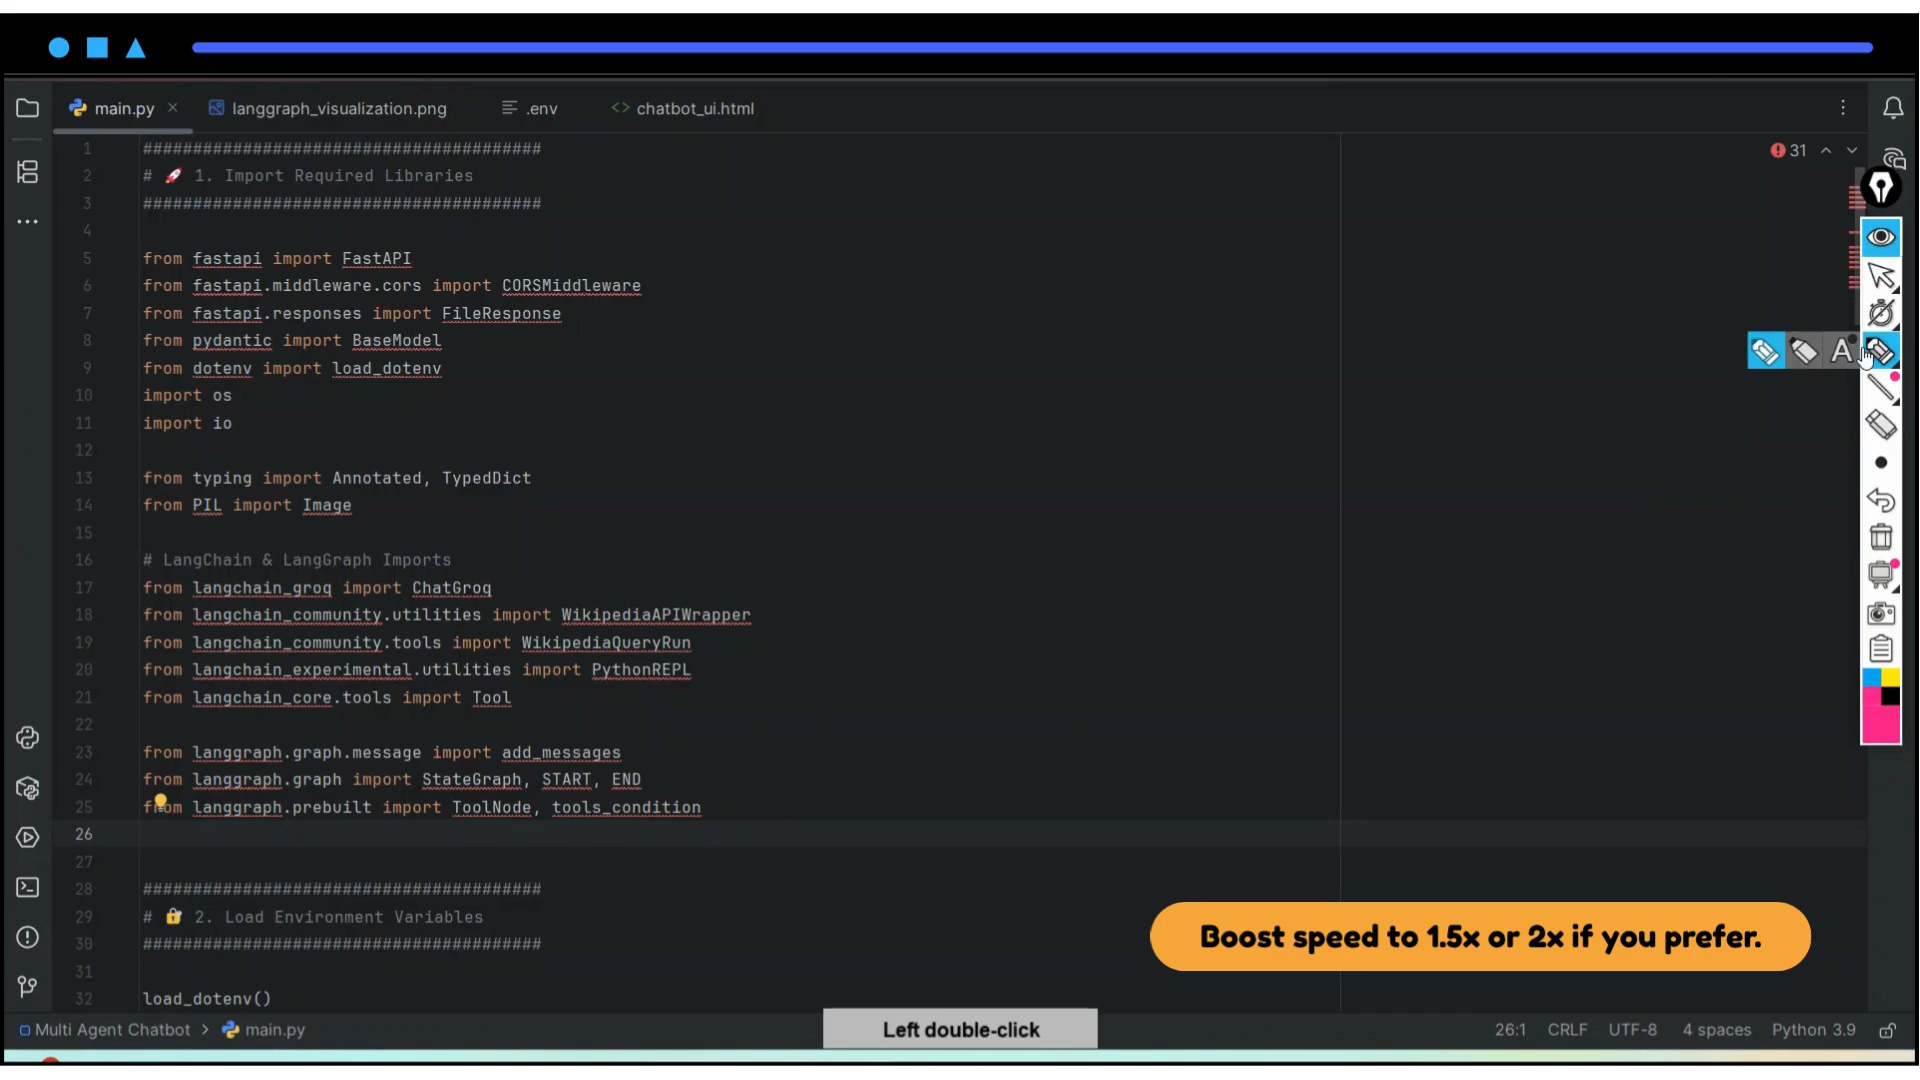 main.py
langgraph_visualization.png
.env
chatbot_ui.html
31
1 ########################################
2 # 🚀 1. Import Required Libraries
3 ########################################
4
5 from fastapi import FastAPI
6 from fastapi.middleware.cors import CORSMiddleware
7 from fastapi.responses import FileResponse
8 from pydantic import BaseModel
9 from dotenv import load_dotenv
10 import os
11 import io
12
13 from typing import Annotated, TypedDict
14 from PIL import Image
15
16 # LangChain & LangGraph Imports
17 from langchain_groq import ChatGroq
18 from langchain_community.utilities import WikipediaAPIWrapper
19 from langchain_community.tools import WikipediaQueryRun
20 from langchain_experimental.utilities import PythonREPL
21 from langchain_core.tools import Tool
22
23 from langgraph.graph.message import add_messages
24 from langgraph.graph import StateGraph, START, END
25 from langgraph.prebuilt import ToolNode, tools_condition
26
27
28 ########################################
29 # 🔐 2. Load Environment Variables
30 ########################################
31
32 load_dotenv()
A
Boost speed to 1.5x or 2x if you prefer.
Left double-click
Multi Agent Chatbot > main.py
26:1 CRLF UTF-8 4 spaces Python 3.9